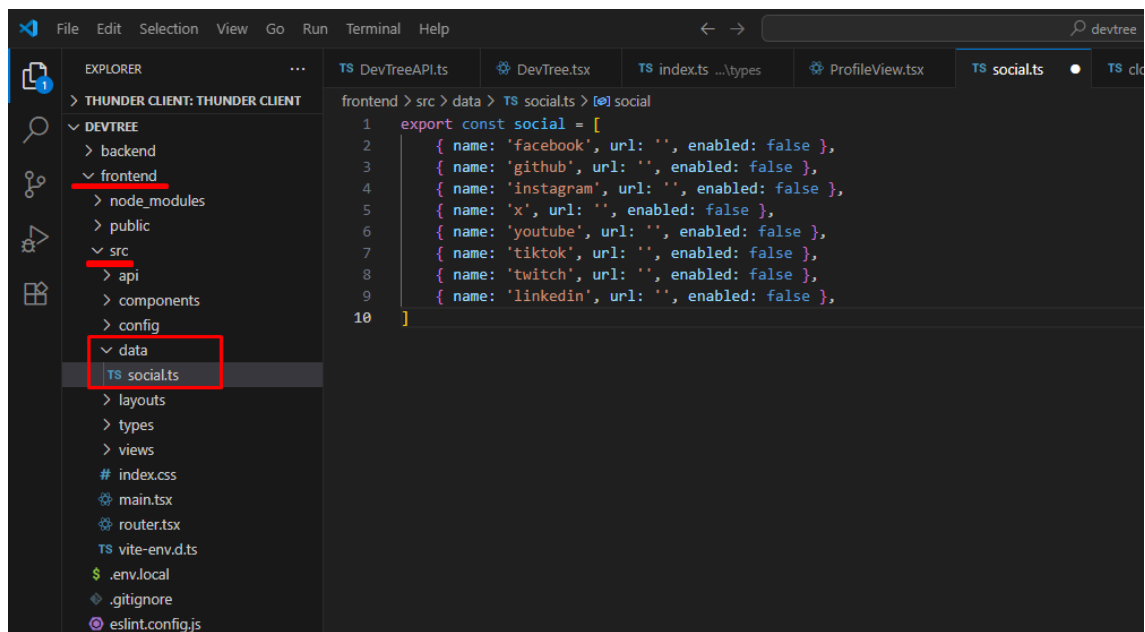 File Edit Selection View Go Run Terminal Help
devtree
EXPLORER ...
1
THUNDER CLIENT: THUNDER CLIENT
DEVTREE
backend
frontend
node_modules
public
src
api
components
config
data
TS social.ts
layouts
types
views
# index.css
main.tsx
router.tsx
TS vite-env.d.ts
$ .env.local
.gitignore
eslint.config.js
TS DevTreeAPI.ts
DevTree.tsx
TS index.ts ...\types
ProfileView.tsx
TS social.ts
TS clo
frontend > src > data > TS social.ts > social
1 export const social = [
2 { name: 'facebook', url: '', enabled: false },
3 { name: 'github', url: '', enabled: false },
4 { name: 'instagram', url: '', enabled: false },
5 { name: 'x', url: '', enabled: false },
6 { name: 'youtube', url: '', enabled: false },
7 { name: 'tiktok', url: '', enabled: false },
8 { name: 'twitch', url: '', enabled: false },
9 { name: 'linkedin', url: '', enabled: false },
10 ]